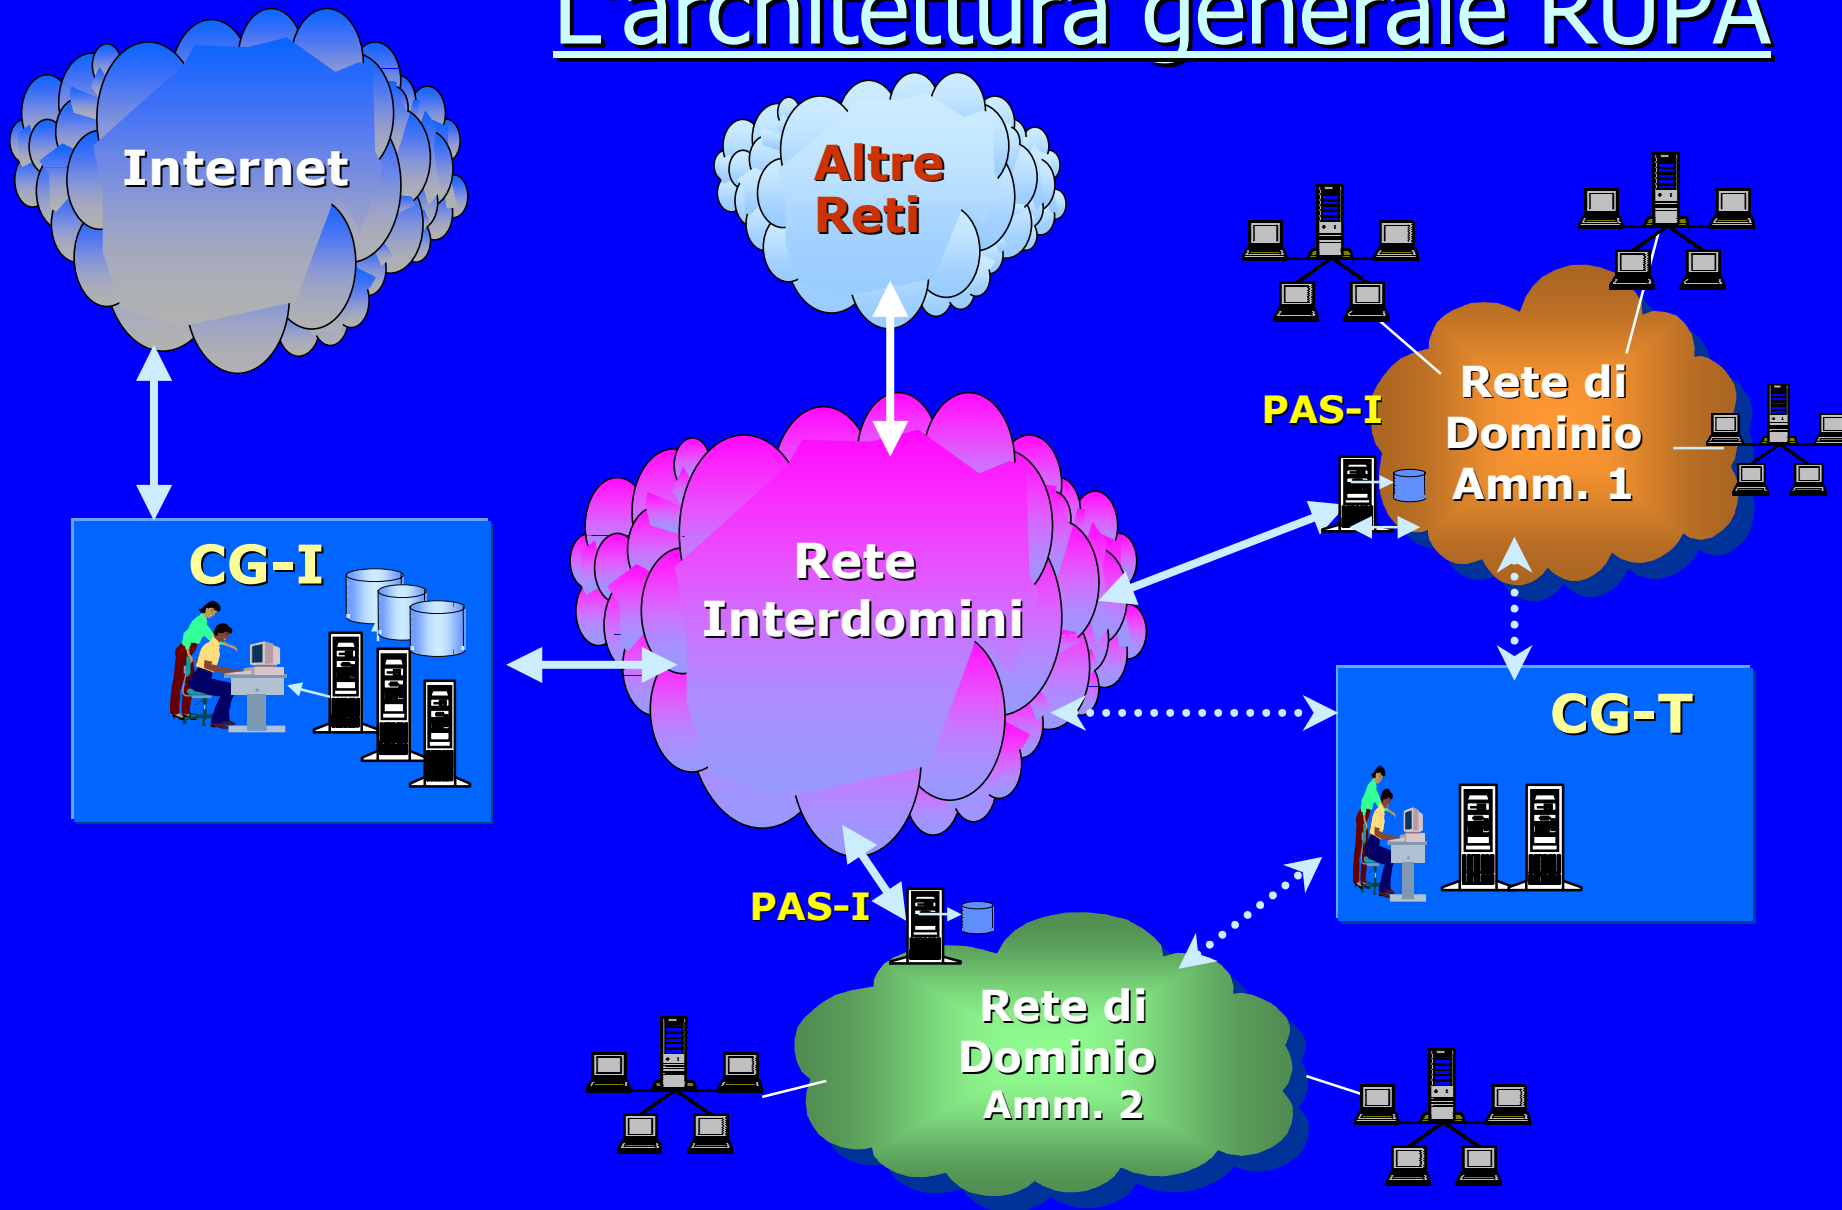 L'architettura generale RUPA
Internet
Altre
Reti
Rete di
Dominio
Amm. 1
PAS-I
CG-I
Rete
Interdomini
CG-T
PAS-I
Rete di
Dominio
Amm. 2